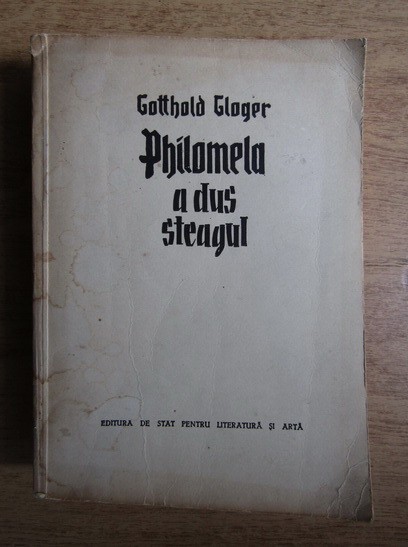 Gotthold Gloger
Philomela
a dus
steagul
EDITURA DE STAT PENTRU LITERATURĂ ȘI ARTĂ